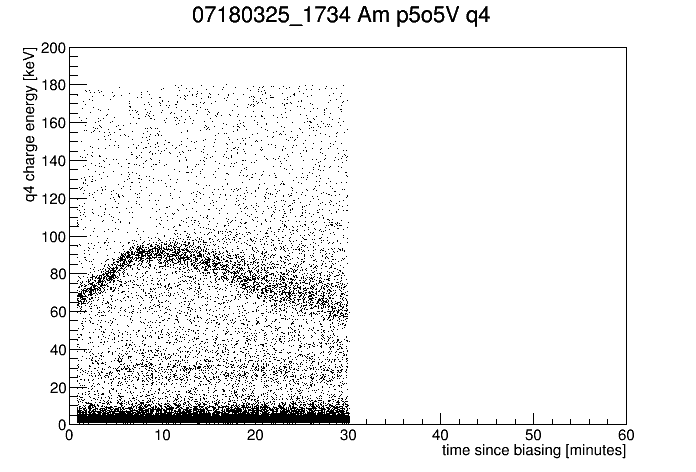 07180325_1734 Am p5o5V q4
q4 charge energy [keV]
200
180
160
140
120
100
80
60
40
20
0
0 10 20 30 40 50 60
time since biasing [minutes]